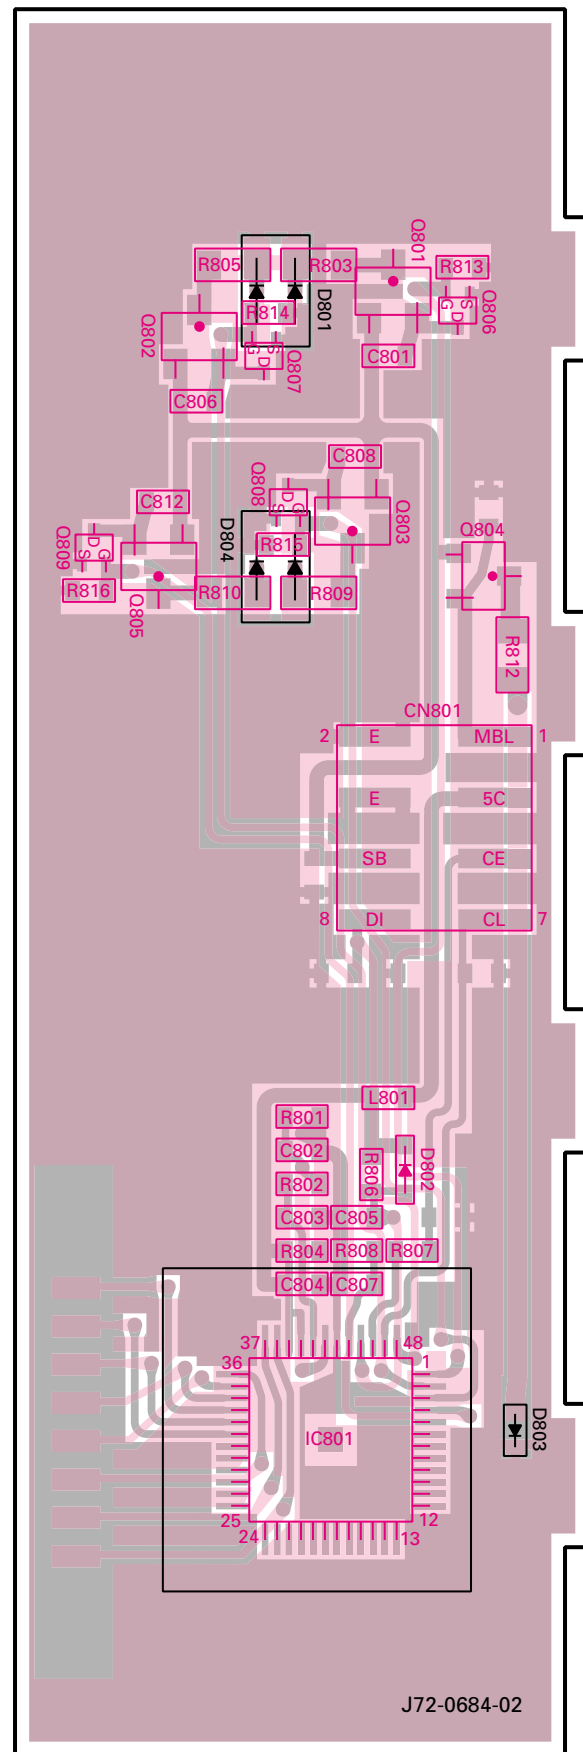 Q801
R805
R803
R813
D801
G
S
Q806
D
R814
Q802
G
S
D
Q807
C801
C806
C808
Q808
D
S
G
Q803
C812
D804
R815
Q804
Q809
D
S
G
R816
Q805
R810
R809
R812
CN801
2
E
MBL
1
E
5C
SB
CE
8
DI
CL
7
L801
R801
C802
R806
D802
R802
C803
C805
R804
R808
R807
C804
C807
37
48
36
1
IC801
D803
25
12
24
13
J72-0684-02